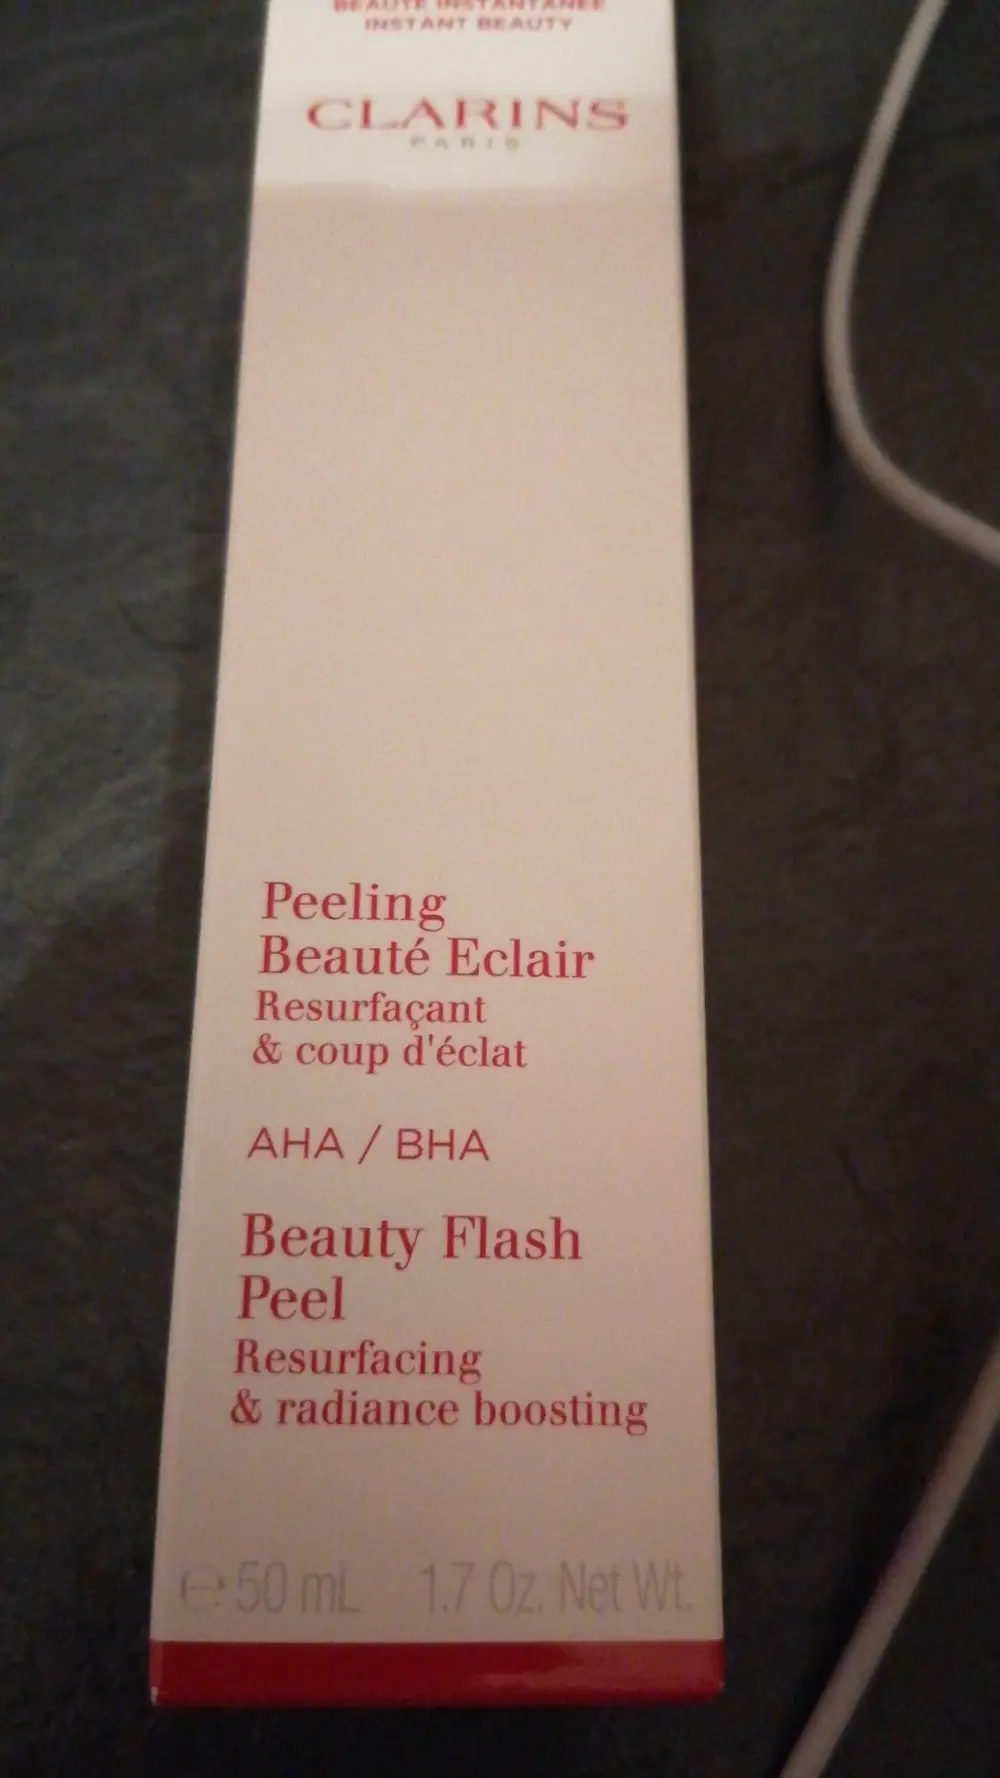 BEAUTÉ INSTANTANÉE
INSTANT BEAUTY
CLARINS
PARIS
Peeling
Beauté Eclair
Resurfaçant
& coup d'éclat
AHA / BHA
Beauty Flash
Peel
Resurfacing
& radiance boosting
℮ 50 mL 1.7 Oz. Net Wt.